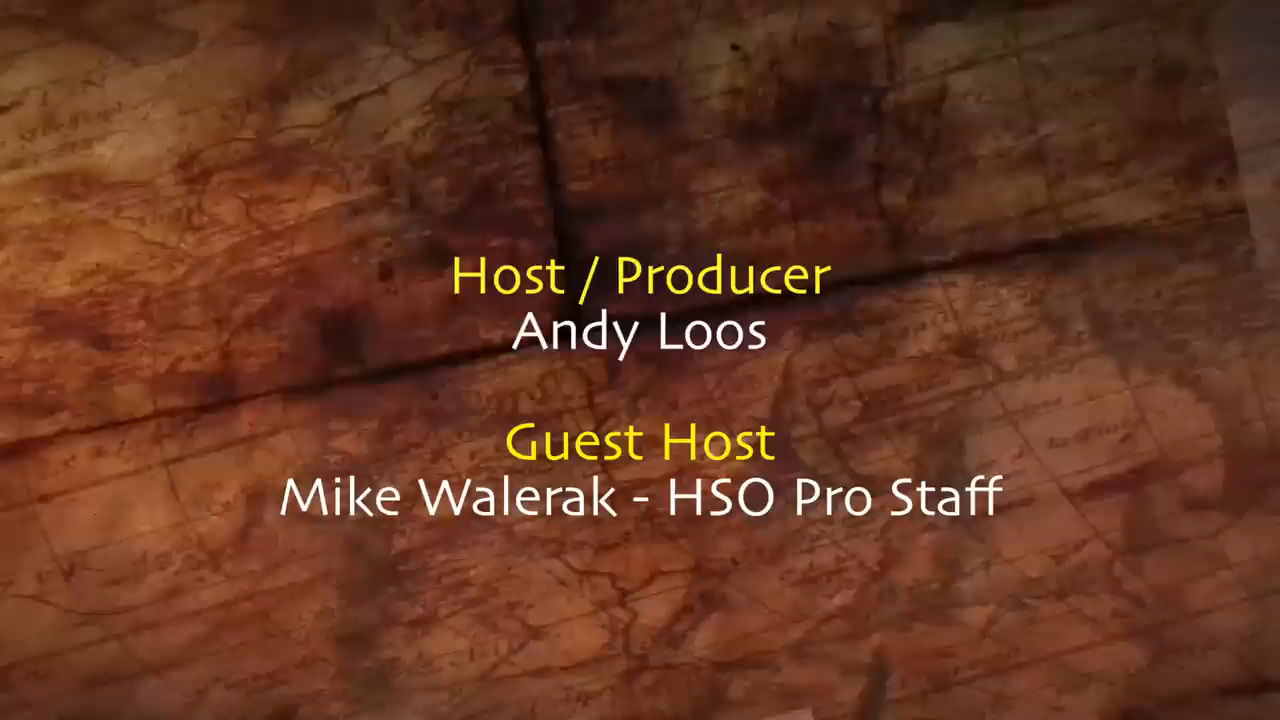 Host / Producer
Andy Loos
Guest Host
Mike Walerak - HSO Pro Staff